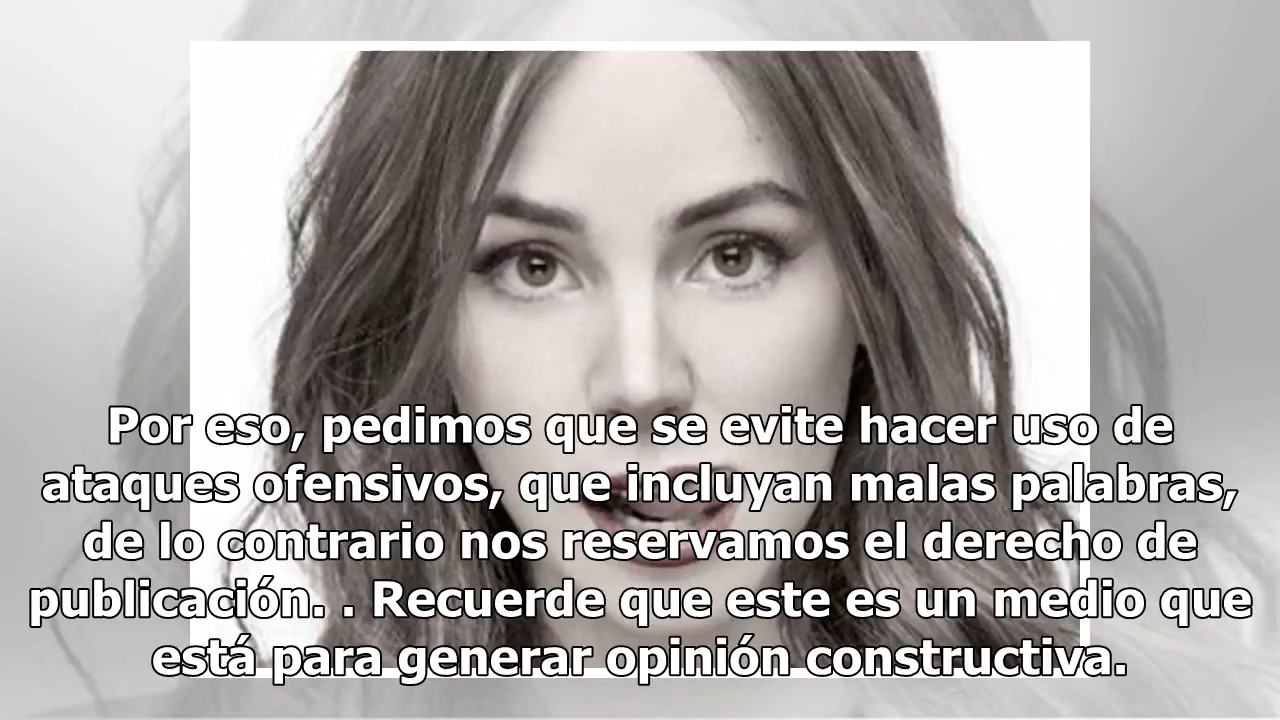 Por eso, pedimos que se evite hacer uso de
ataques ofensivos, que incluyan malas palabras,
de lo contrario nos reservamos el derecho de
publicación. . Recuerde que este es un medio que
está para generar opinión constructiva.